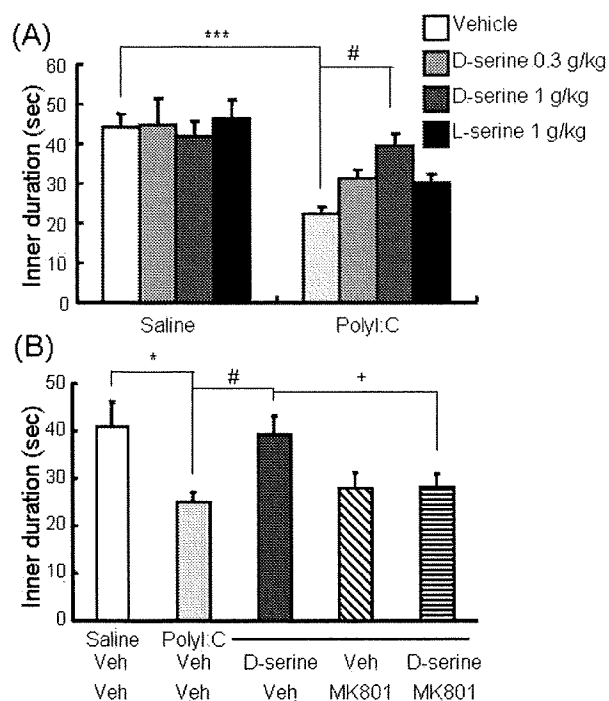 (A)
***
#
Vehicle
D-serine 0.3 g/kg
D-serine 1 g/kg
L-serine 1 g/kg
Inner duration (sec)
60
50
40
30
20
10
0
Saline
PolyI:C
(B)
*
#
+
Inner duration (sec)
50
40
30
20
10
0
Saline PolyI:C
Veh Veh D-serine Veh D-serine
Veh Veh Veh MK801 MK801